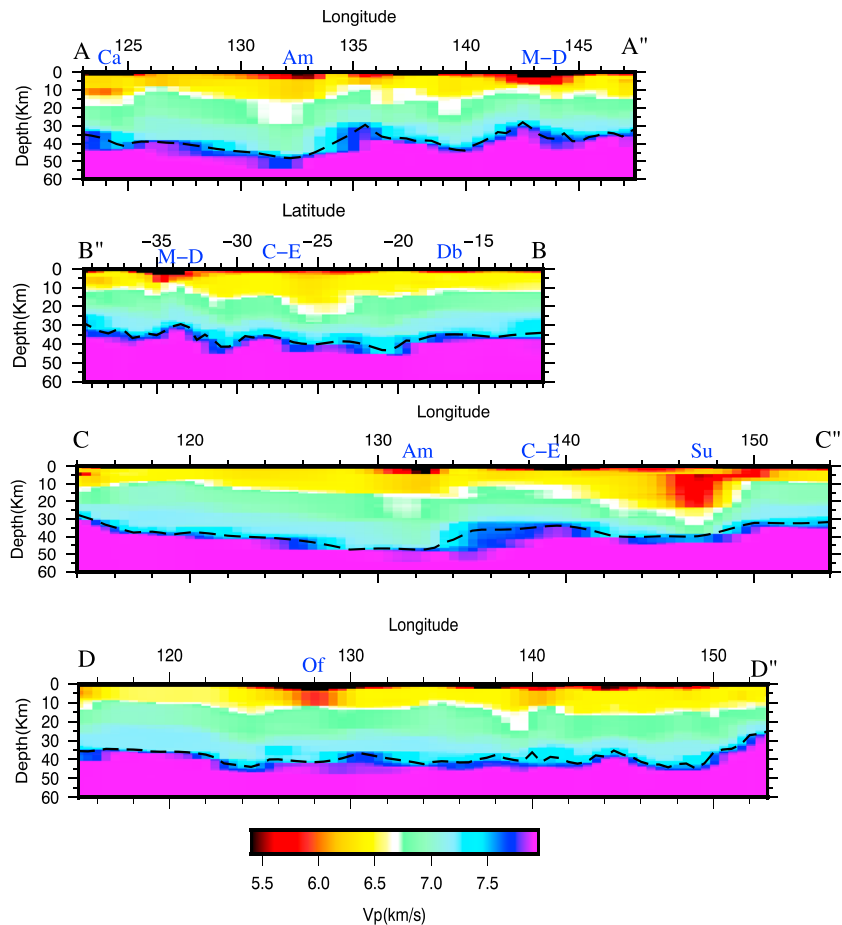 Longitude
A 125 130 135 140 145 A"
Ca Am M–D
0
10
20
30
40
50
60
Depth(Km)
Latitude
B" −35 −30 −25 −20 −15 B
M–D C–E Db
0
10
20
30
40
50
60
Depth(Km)
Longitude
C 120 130 140 150 C"
Am C–E Su
0
10
20
30
40
50
60
Depth(Km)
Longitude
D 120 130 140 150 D"
Of
0
10
20
30
40
50
60
Depth(Km)
5.5 6.0 6.5 7.0 7.5
Vp(km/s)